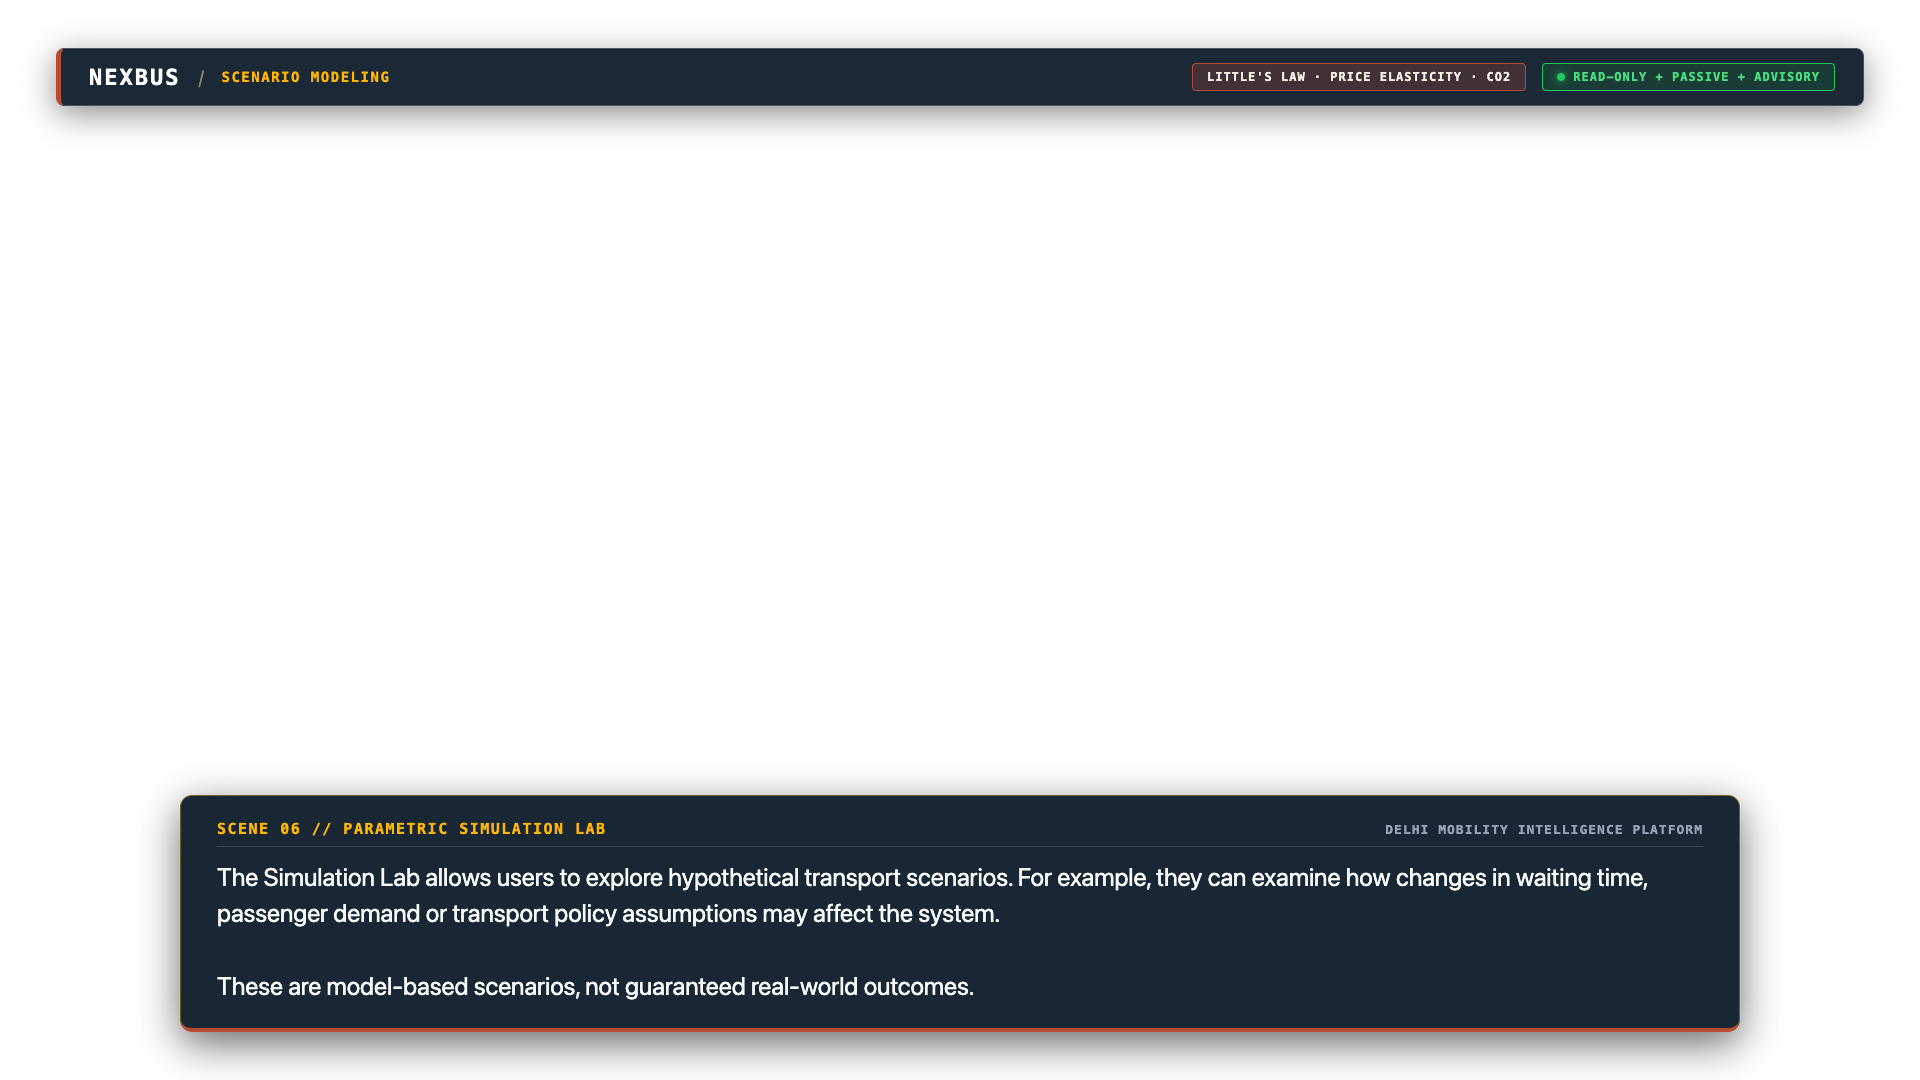 NEXBUS / SCENARIO MODELING
LITTLE'S LAW · PRICE ELASTICITY · CO2
READ-ONLY + PASSIVE + ADVISORY
SCENE 06 // PARAMETRIC SIMULATION LAB
DELHI MOBILITY INTELLIGENCE PLATFORM
The Simulation Lab allows users to explore hypothetical transport scenarios. For example, they can examine how changes in waiting time,
passenger demand or transport policy assumptions may affect the system.
These are model-based scenarios, not guaranteed real-world outcomes.